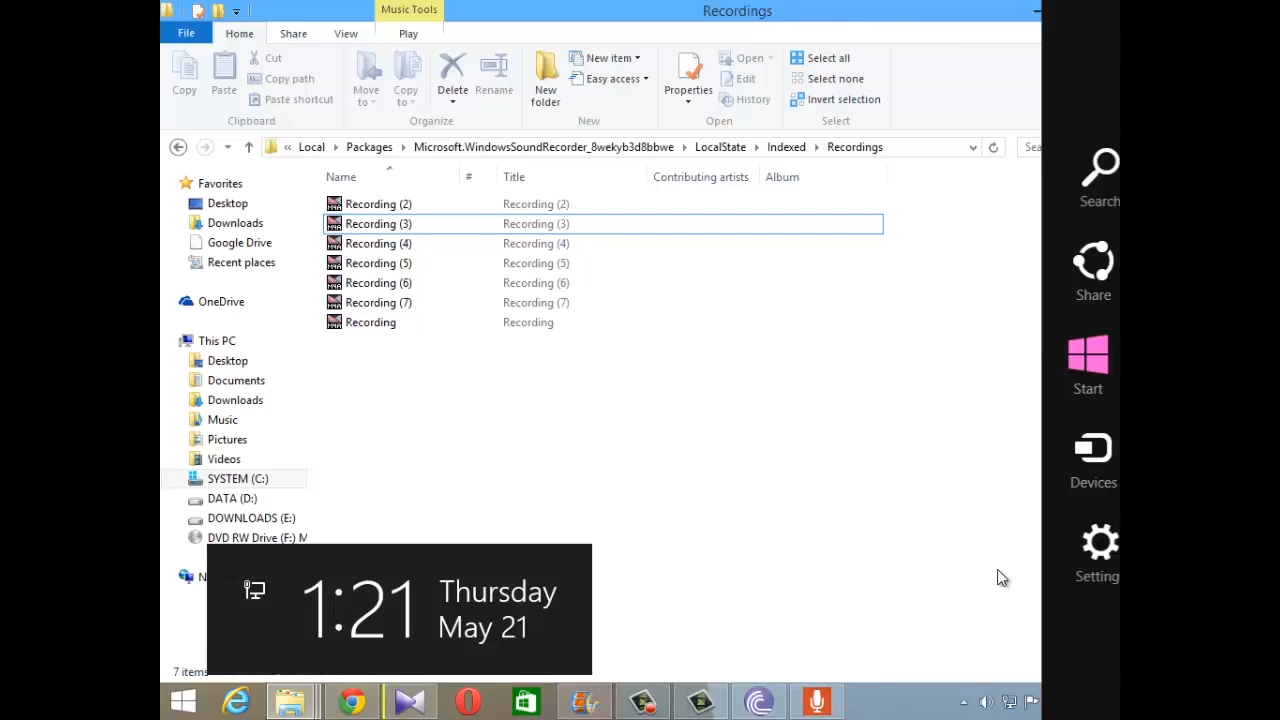 Music Tools
Recordings
File
Home
Share
View
Play
Copy
Paste
Cut
Copy path
Paste shortcut
Clipboard
Move to
Copy to
Delete
Rename
Organize
New folder
New item
Easy access
New
Properties
Open
Edit
History
Open
Select all
Select none
Invert selection
Select
« Local Packages Microsoft.WindowsSoundRecorder_8wekyb3d8bbwe LocalState Indexed Recordings
Sea
Name # Title Contributing artists Album
Recording (2) Recording (2)
Recording (3) Recording (3)
Recording (4) Recording (4)
Recording (5) Recording (5)
Recording (6) Recording (6)
Recording (7) Recording (7)
Recording Recording
Favorites
Desktop
Downloads
Google Drive
Recent places
OneDrive
This PC
Desktop
Documents
Downloads
Music
Pictures
Videos
SYSTEM (C:)
DATA (D:)
DOWNLOADS (E:)
DVD RW Drive (F:) M
7 items
1:21
Thursday
May 21
Search
Share
Start
Devices
Setting